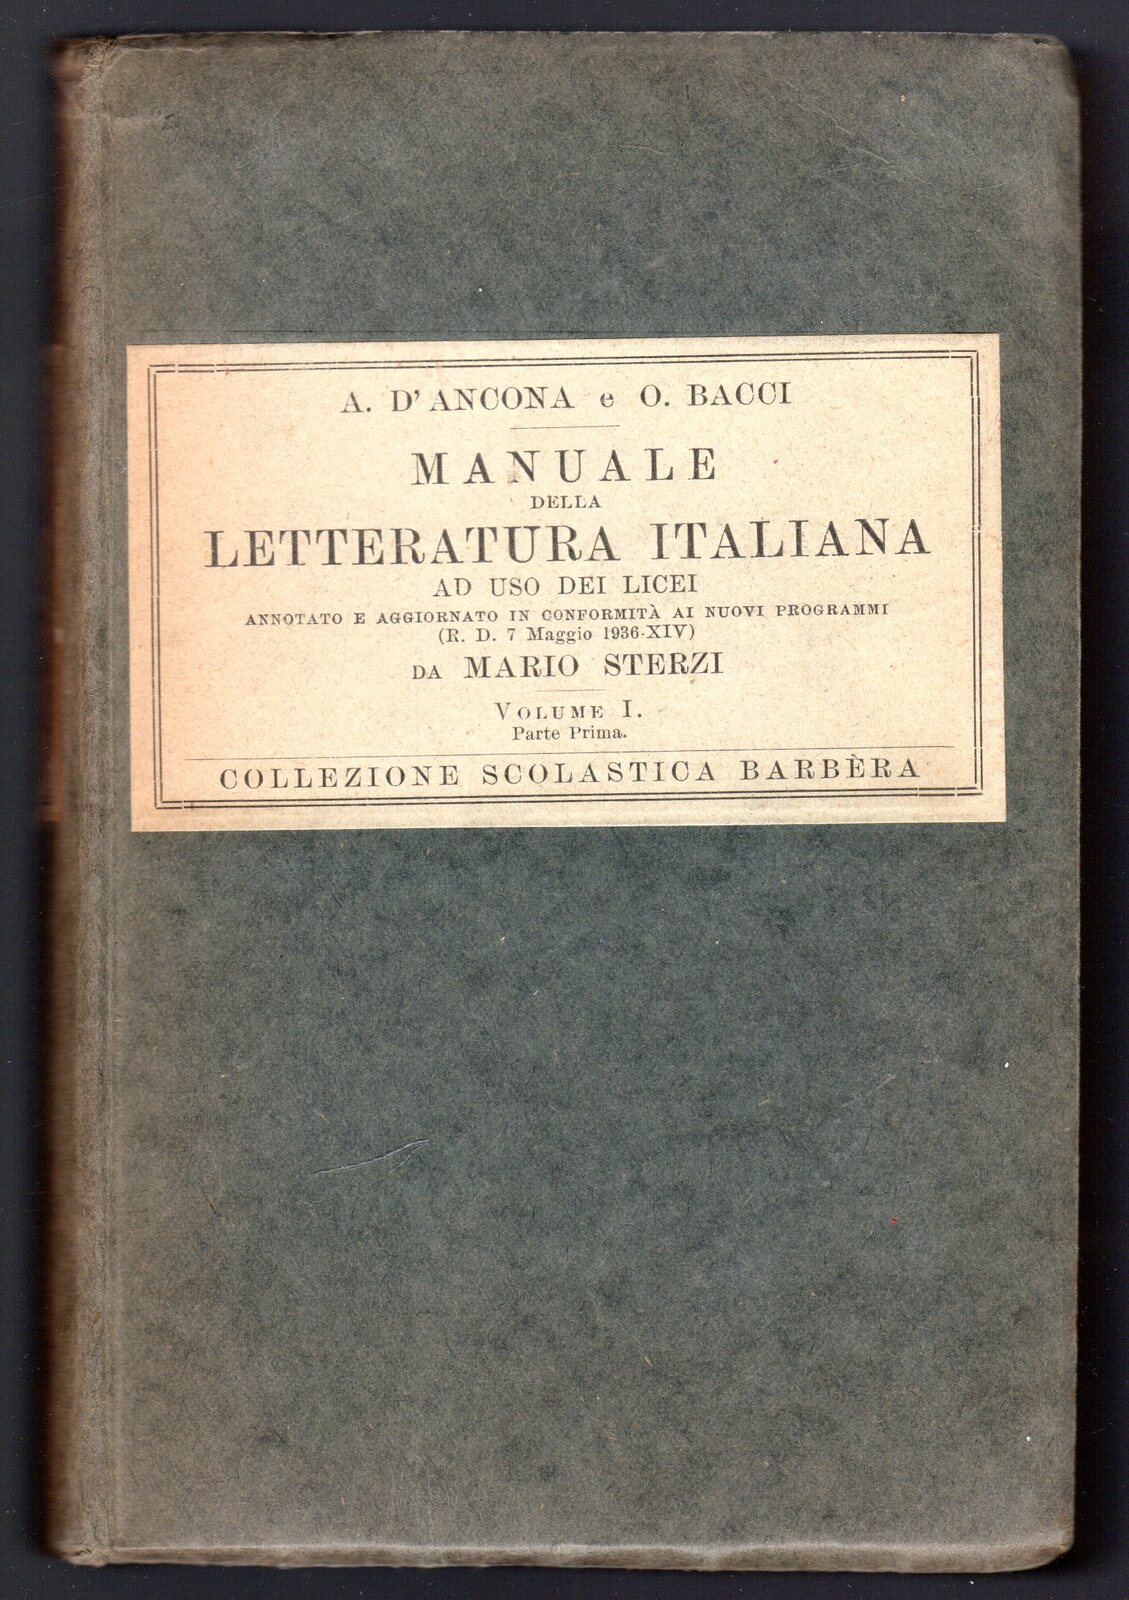 A. D'ANCONA e O. BACCI
MANUALE
DELLA
LETTERATURA ITALIANA
AD USO DEI LICEI
ANNOTATO E AGGIORNATO IN CONFORMITÀ AI NUOVI PROGRAMMI
(R. D. 7 Maggio 1936-XIV)
DA MARIO STERZI
VOLUME I.
Parte Prima.
COLLEZIONE SCOLASTICA BARBÈRA